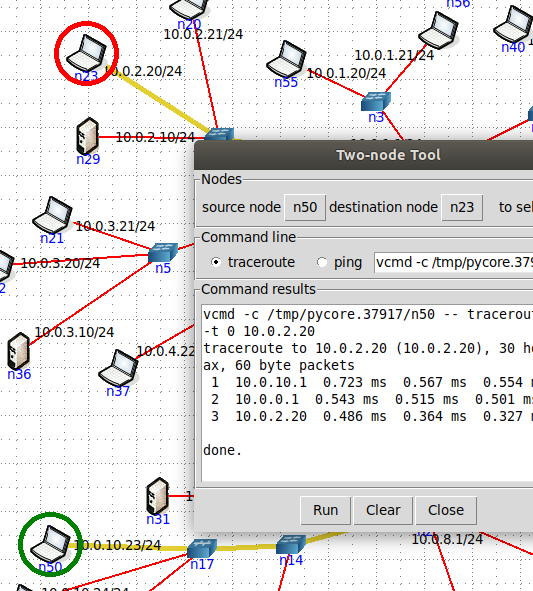 n20
n56
10.0.2.21/24
n40
n23
10.0.2.20/24
10.0.1.21/24
10.0.1.20/24
n55
n3
10.0.2.10/24
n29
Two-node Tool
Nodes
source node n50 destination node n23 to sel
Command line
traceroute ping vcmd -c /tmp/pycore.379
Command results
vcmd -c /tmp/pycore.37917/n50 -- tracerout
-t 0 10.0.2.20
traceroute to 10.0.2.20 (10.0.2.20), 30 ho
ax, 60 byte packets
1 10.0.10.1 0.723 ms 0.567 ms 0.554
2 10.0.0.1 0.543 ms 0.515 ms 0.501 m
3 10.0.2.20 0.486 ms 0.364 ms 0.327
done.
Run Clear Close
n21
10.0.3.21/24
n5
2
10.0.3.20/24
10.0.3.10/24
n36
10.0.4.22
n37
n31
1
n50
10.0.10.23/24
n17
n14
10.0.8.1/24